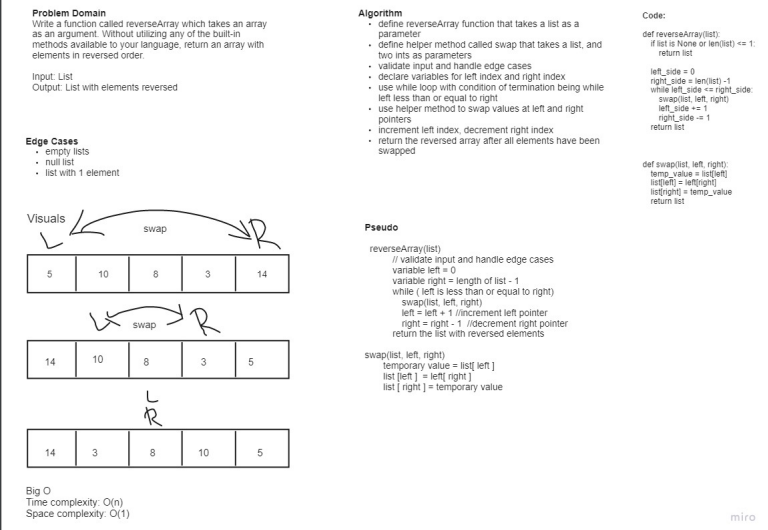 Problem Domain
Write a function called reverseArray which takes an array
as an argument. Without utilizing any of the built-in
methods available to your language, return an array with
elements in reversed order.
Input: List
Output: List with elements reversed
Edge Cases
• empty lists
• null list
• list with 1 element
Visuals
swap
L R
5 10 8 3 14
L R
swap
14 10 8 3 5
L
R
14 3 8 10 5
Big O
Time complexity: O(n)
Space complexity: O(1)
Algorithm
• define reverseArray function that takes a list as a
parameter
• define helper method called swap that takes a list, and
two ints as parameters
• validate input and handle edge cases
• declare variables for left index and right index
• use while loop with condition of termination being while
left less than or equal to right
• use helper method to swap values at left and right
pointers
• increment left index, decrement right index
• return the reversed array after all elements have been
swapped
Pseudo
reverseArray(list)
// validate input and handle edge cases
variable left = 0
variable right = length of list - 1
while ( left is less than or equal to right)
swap(list, left, right)
left = left + 1 //increment left pointer
right = right - 1 //decrement right pointer
return the list with reversed elements
swap(list, left, right)
temporary value = list[ left ]
list [left ] = left[ right ]
list [ right ] = temporary value
Code:
def reverseArray(list):
if list is None or len(list) <= 1:
return list
left_side = 0
right_side = len(list) -1
while left_side <= right_side:
swap(list, left, right)
left_side += 1
right_side -= 1
return list
def swap(list, left, right):
temp_value = list[left]
list[left] = left[right]
list[right] = temp_value
return list
miro